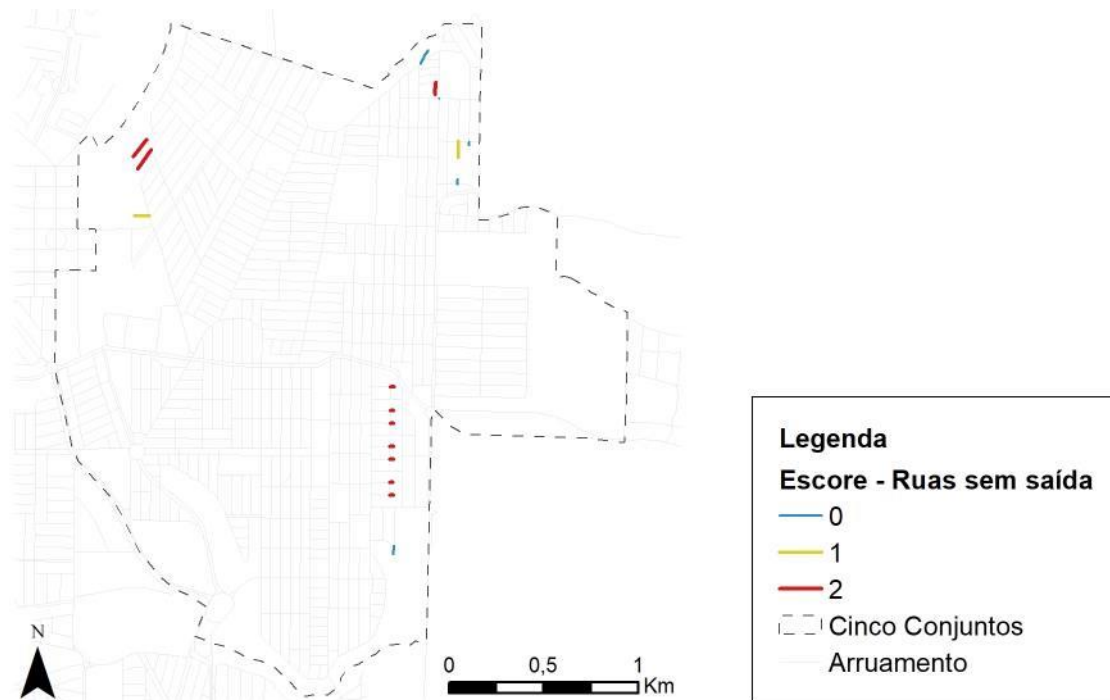 N
0 0,5 1
Km
Legenda
Escore - Ruas sem saída
0
1
2
Cinco Conjuntos
Arruamento